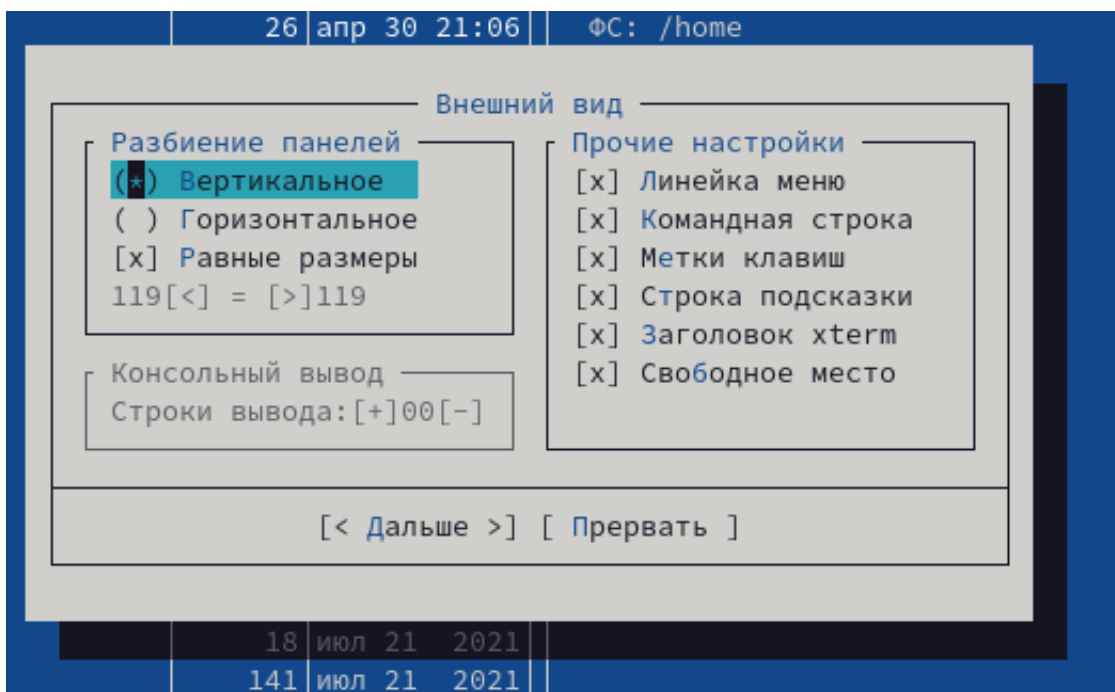 26 апр 30 21:06 ФС: /home
Внешний вид
Разбиение панелей
(*) Вертикальное
( ) Горизонтальное
[x] Равные размеры
119[<] = [>]119
Консольный вывод
Строки вывода:[+]00[-]
Прочие настройки
[x] Линейка меню
[x] Командная строка
[x] Метки клавиш
[x] Строка подсказки
[x] Заголовок xterm
[x] Свободное место
[< Дальше >] [ Прервать ]
18 июл 21 2021
141 июл 21 2021